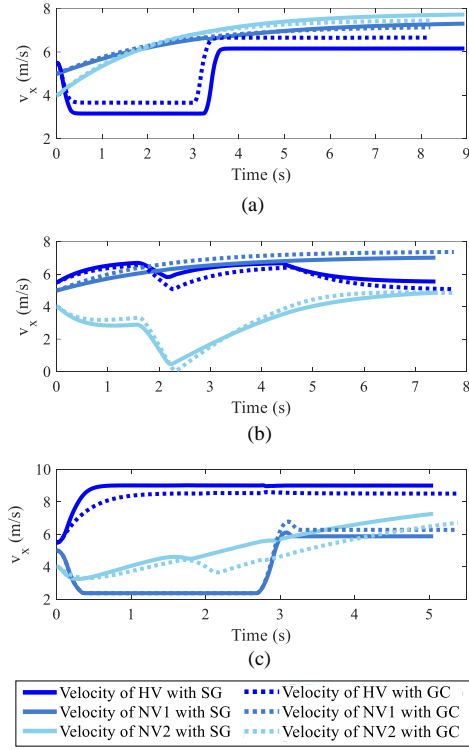 8
6
4
2
v_x (m/s)
0 1 2 3 4 5 6 7 8 9
Time (s)
(a)
8
6
4
2
0
v_x (m/s)
0 1 2 3 4 5 6 7 8
Time (s)
(b)
10
8
6
4
2
v_x (m/s)
0 1 2 3 4 5
Time (s)
(c)
Velocity of HV with SG Velocity of HV with GC
Velocity of NV1 with SG Velocity of NV1 with GC
Velocity of NV2 with SG Velocity of NV2 with GC